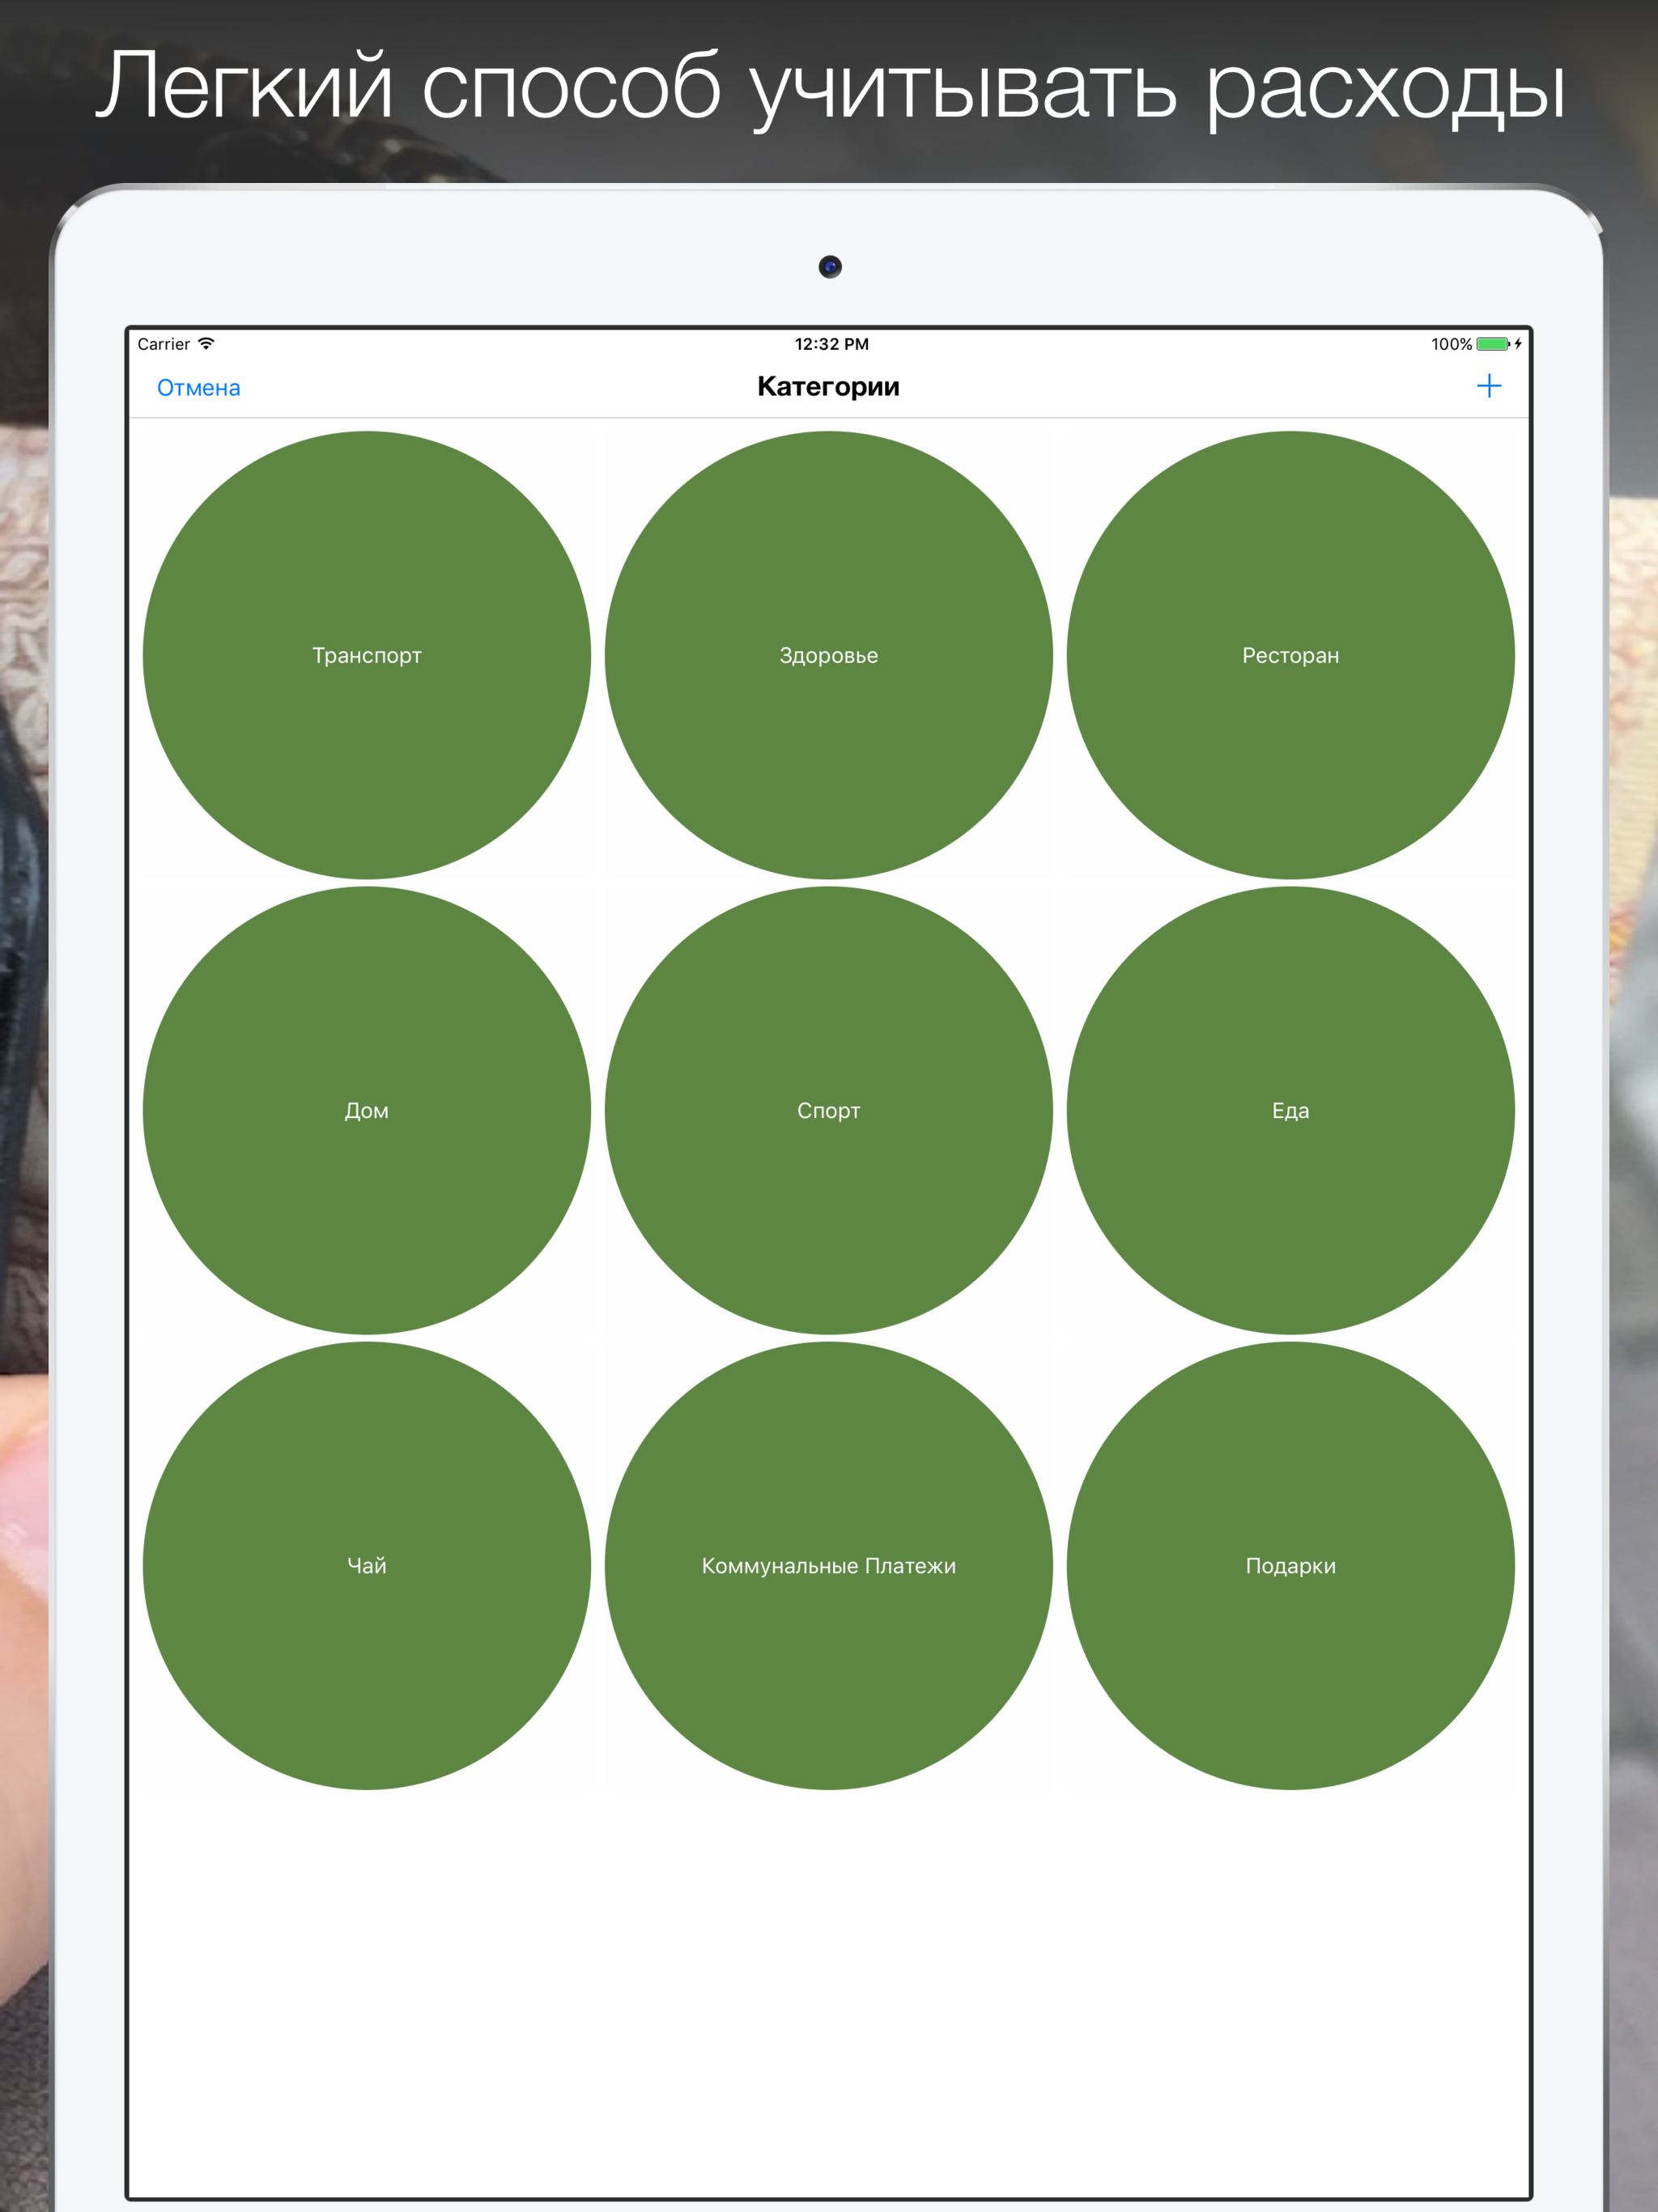 Легкий способ учитывать расходы
Carrier 12:32 PM 100%
Отмена Категории +
Транспорт Здоровье Ресторан
Дом Спорт Еда
Чай Коммунальные Платежи Подарки